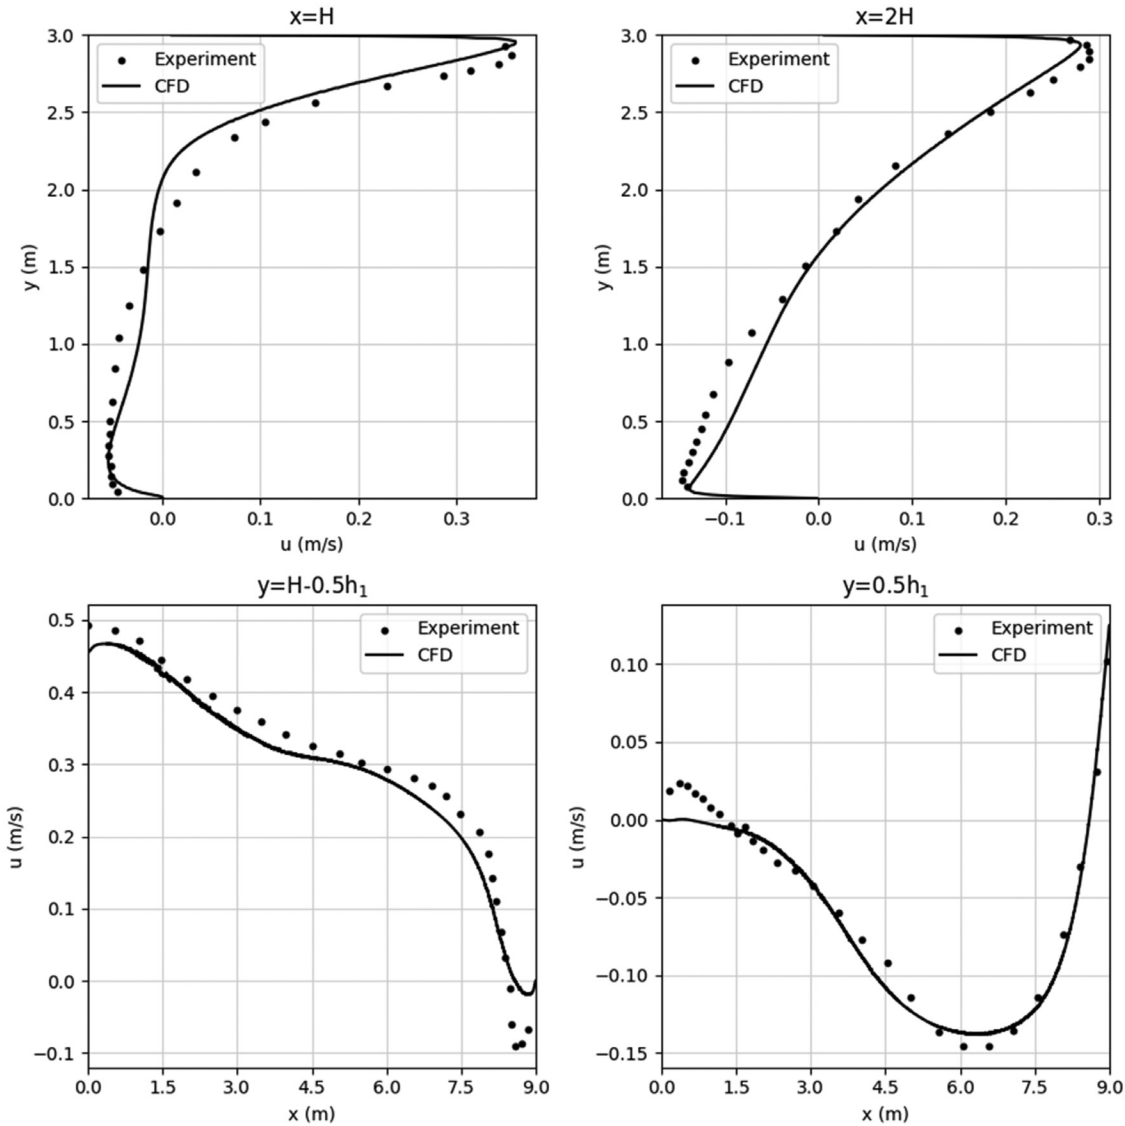 x=H
Experiment
CFD
3.0
2.5
2.0
1.5
1.0
0.5
0.0
y (m)
0.0 0.1 0.2 0.3
u (m/s)
x=2H
Experiment
CFD
3.0
2.5
2.0
1.5
1.0
0.5
0.0
y (m)
−0.1 0.0 0.1 0.2 0.3
u (m/s)
y=H-0.5h₁
Experiment
CFD
0.5
0.4
0.3
0.2
0.1
0.0
−0.1
u (m/s)
0.0 1.5 3.0 4.5 6.0 7.5 9.0
x (m)
y=0.5h₁
Experiment
CFD
0.10
0.05
0.00
−0.05
−0.10
−0.15
u (m/s)
0.0 1.5 3.0 4.5 6.0 7.5 9.0
x (m)